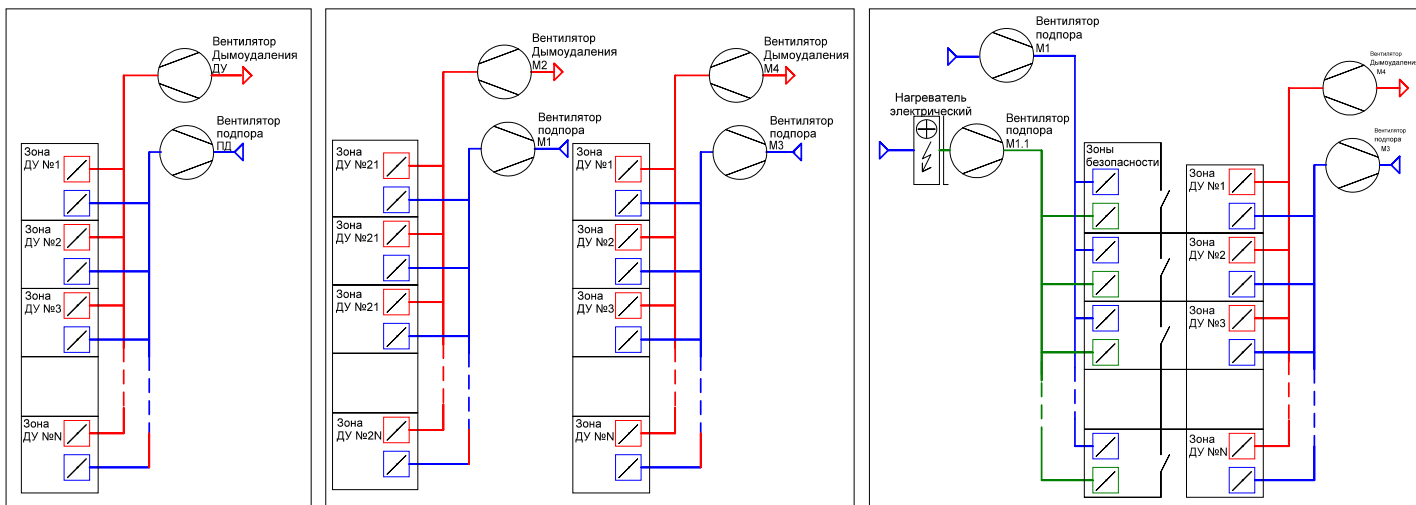 Вентилятор
Дымоудаления
ДУ
Вентилятор
подпора
ПД
Зона
ДУ №1
Зона
ДУ №2
Зона
ДУ №3
Зона
ДУ №N
Вентилятор
Дымоудаления
М2
Вентилятор
подпора
М1
Зона
ДУ №21
Зона
ДУ №21
Зона
ДУ №21
Зона
ДУ №2N
Вентилятор
Дымоудаления
М4
Вентилятор
подпора
М3
Зона
ДУ №1
Зона
ДУ №2
Зона
ДУ №3
Зона
ДУ №N
Вентилятор
подпора
М1
Нагреватель
электрический
Вентилятор
подпора
М1.1
Зоны
безопасности
Вентилятор
Дымоудаления
М4
Вентилятор
подпора
М3
Зона
ДУ №1
Зона
ДУ №2
Зона
ДУ №3
Зона
ДУ №N